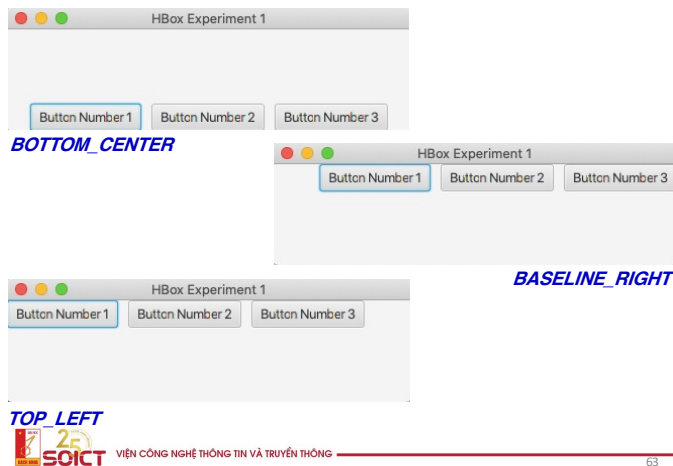 HBox Experiment 1
Button Number 1 Button Number 2 Button Number 3
BOTTOM_CENTER
HBox Experiment 1
Button Number 1 Button Number 2 Button Number 3
BASELINE_RIGHT
HBox Experiment 1
Button Number 1 Button Number 2 Button Number 3
TOP_LEFT
25
SOICT VIỆN CÔNG NGHỆ THÔNG TIN VÀ TRUYỀN THÔNG
63